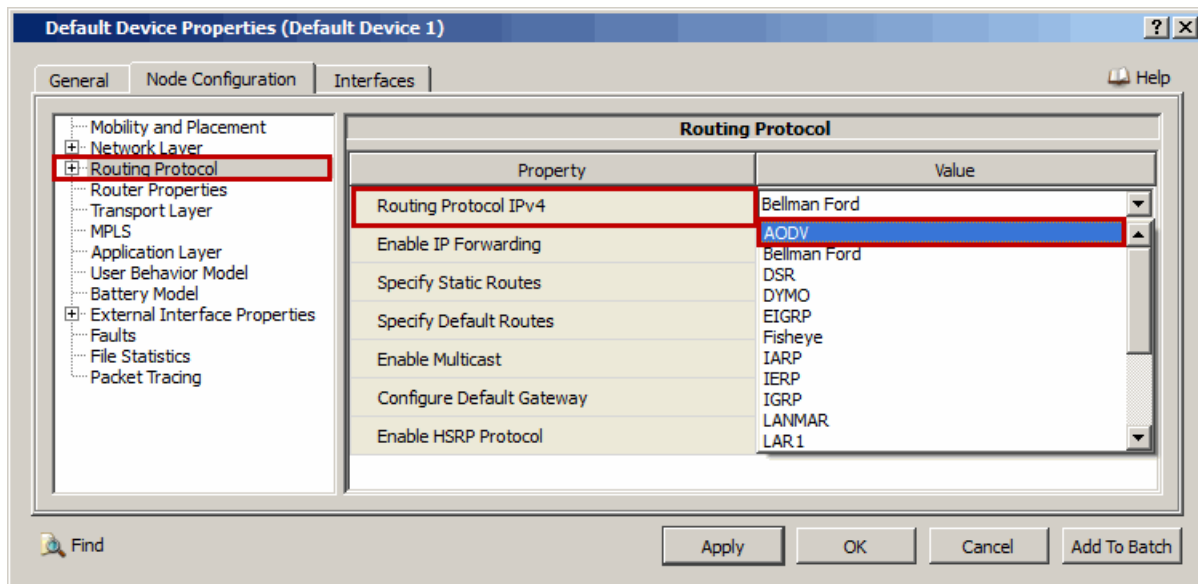 Default Device Properties (Default Device 1)
General Node Configuration Interfaces Help
Mobility and Placement
Network Layer
Routing Protocol
Router Properties
Transport Layer
MPLS
Application Layer
User Behavior Model
Battery Model
External Interface Properties
Faults
File Statistics
Packet Tracing
Routing Protocol
Property Value
Routing Protocol IPv4 Bellman Ford
Enable IP Forwarding
Specify Static Routes
Specify Default Routes
Enable Multicast
Configure Default Gateway
Enable HSRP Protocol
AODV
Bellman Ford
DSR
DYMO
EIGRP
Fisheye
IARP
IERP
IGRP
LANMAR
LAR1
Find Apply OK Cancel Add To Batch